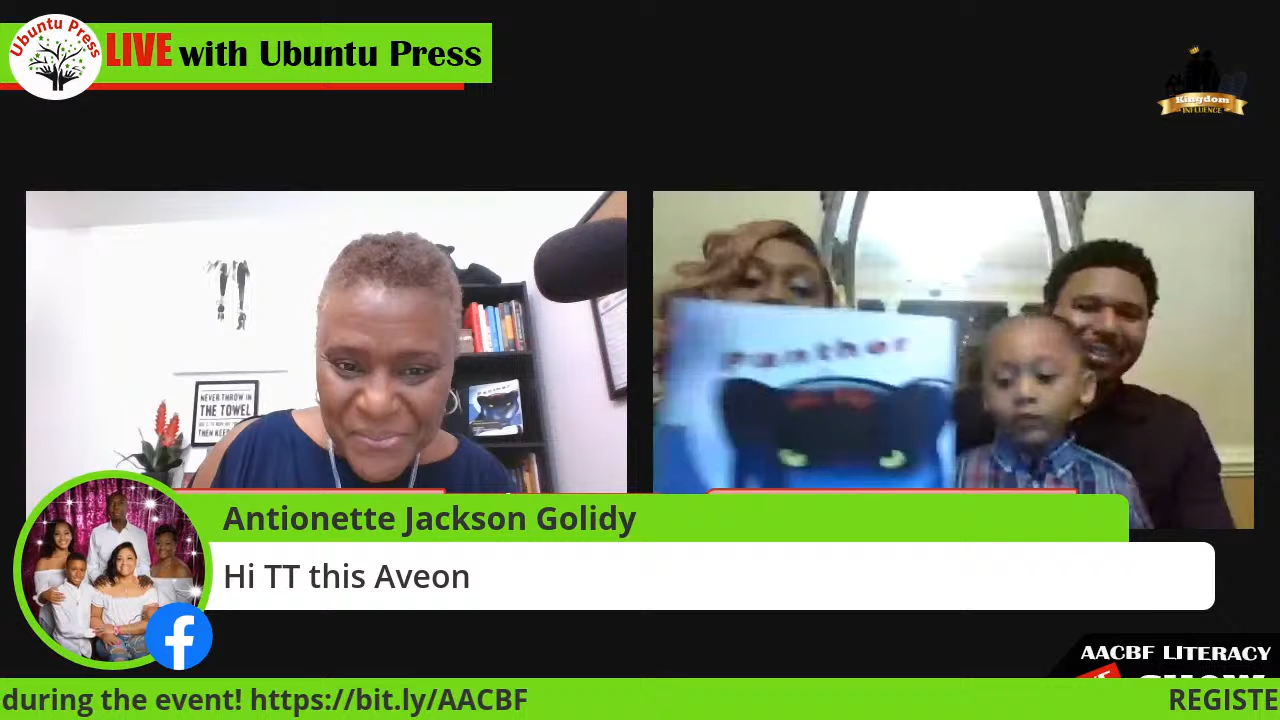 Ubuntu Press
LIVE with Ubuntu Press
Kingdom
INFLUENCE
NEVER THROW IN
THE TOWEL
Panther
Panther
Antionette Jackson Golidy
Hi TT this Aveon
AACBF LITERACY
during the event! https://bit.ly/AACBF
REGISTE